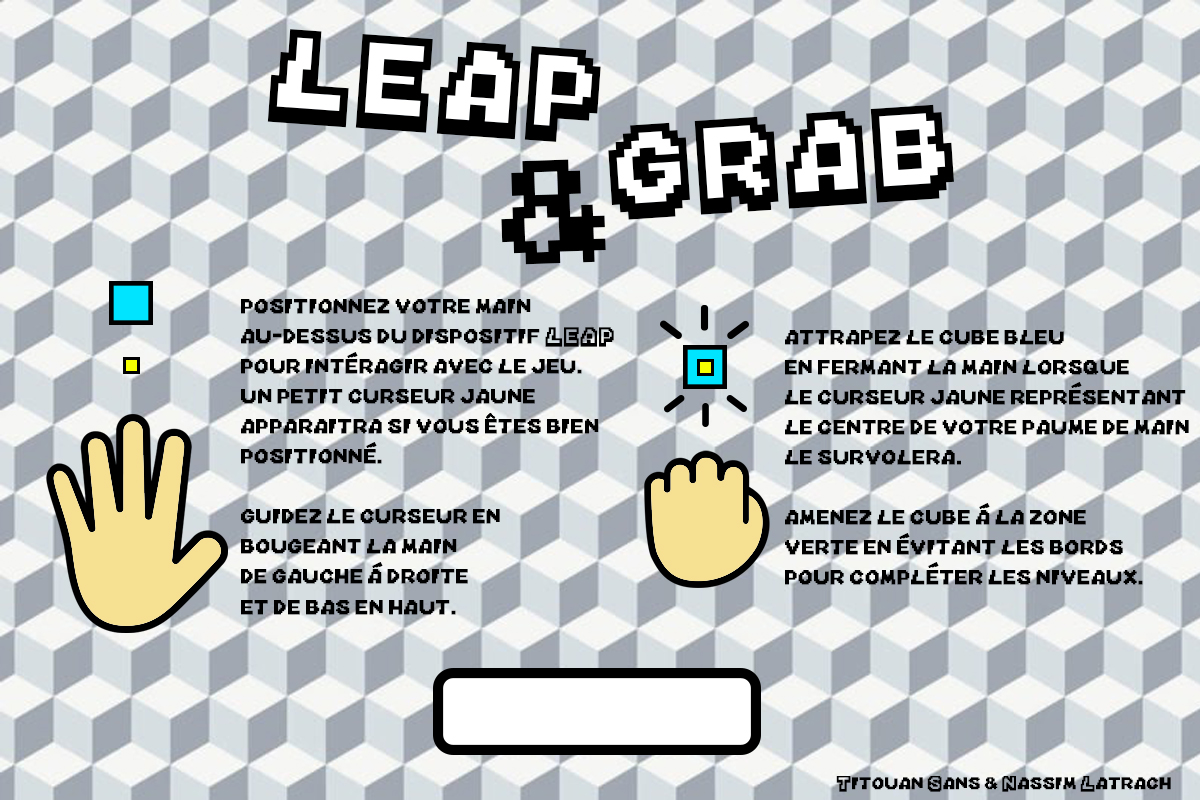 LEAP
& GRAB
POSITIONNEZ VOTRE MAIN
AU-DESSUS DU DISPOSITIF LEAP
POUR INTÉRAGIR AVEC LE JEU.
UN PETIT CURSEUR JAUNE
APPARAITRA SI VOUS ÊTES BIEN
POSITIONNÉ.
GUIDEZ LE CURSEUR EN
BOUGEANT LA MAIN
DE GAUCHE Á DROITE
ET DE BAS EN HAUT.
ATTRAPEZ LE CUBE BLEU
EN FERMANT LA MAIN LORSQUE
LE CURSEUR JAUNE REPRÉSENTANT
LE CENTRE DE VOTRE PAUME DE MAIN
LE SURVOLERA.
AMENEZ LE CUBE Á LA ZONE
VERTE EN ÉVITANT LES BORDS
POUR COMPLÉTER LES NIVEAUX.
TITOUAN SANS & NASSIM LATRACH